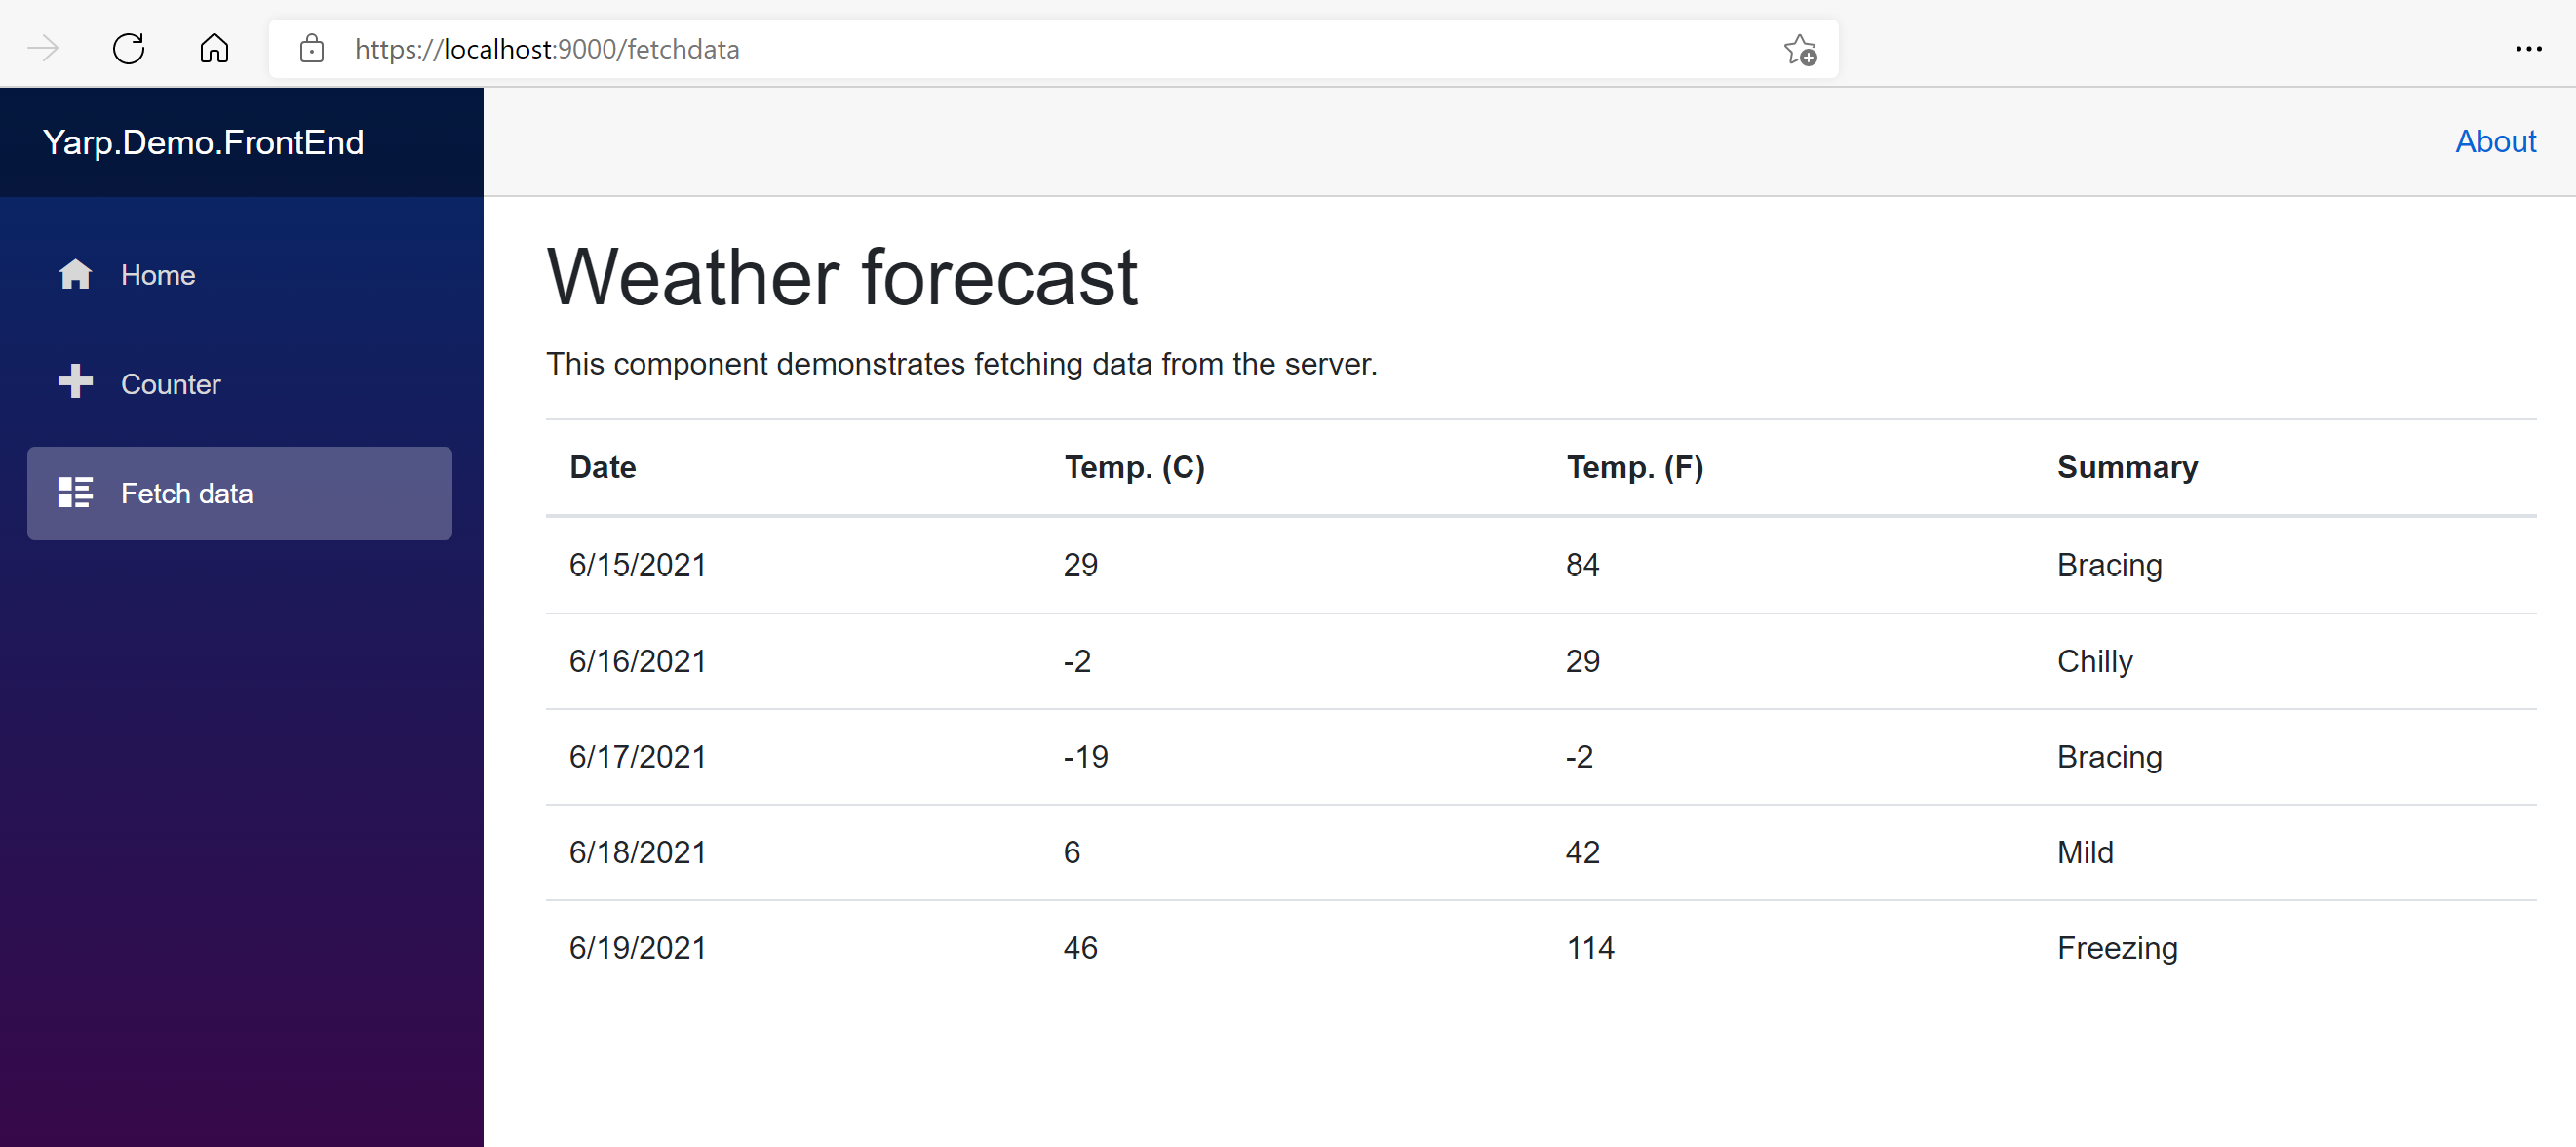 https://localhost:9000/fetchdata
Yarp.Demo.FrontEnd
About
Home
Counter
Fetch data
Weather forecast
This component demonstrates fetching data from the server.
Date Temp. (C) Temp. (F) Summary
6/15/2021 29 84 Bracing
6/16/2021 -2 29 Chilly
6/17/2021 -19 -2 Bracing
6/18/2021 6 42 Mild
6/19/2021 46 114 Freezing